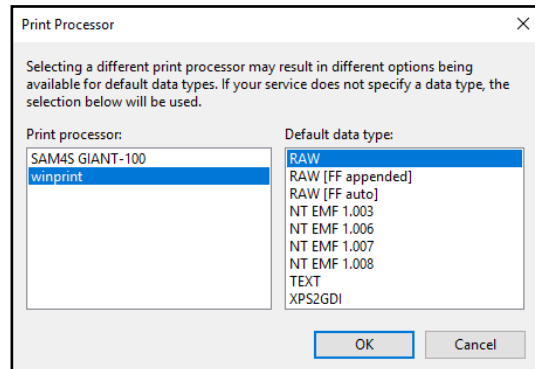 Print Processor
Selecting a different print processor may result in different options being
available for default data types. If your service does not specify a data type, the
selection below will be used.
Print processor:
SAM4S GIANT-100
winprint
Default data type:
RAW
RAW [FF appended]
RAW [FF auto]
NT EMF 1.003
NT EMF 1.006
NT EMF 1.007
NT EMF 1.008
TEXT
XPS2GDI
OK
Cancel